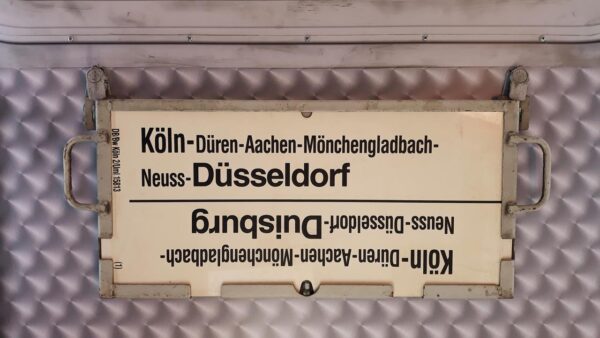 Köln-Düren-Aachen-Mönchengladbach-
Neuss-Düsseldorf
Köln-Düren-Aachen-Mönchengladbach-
Neuss-Düsseldorf-Duisburg